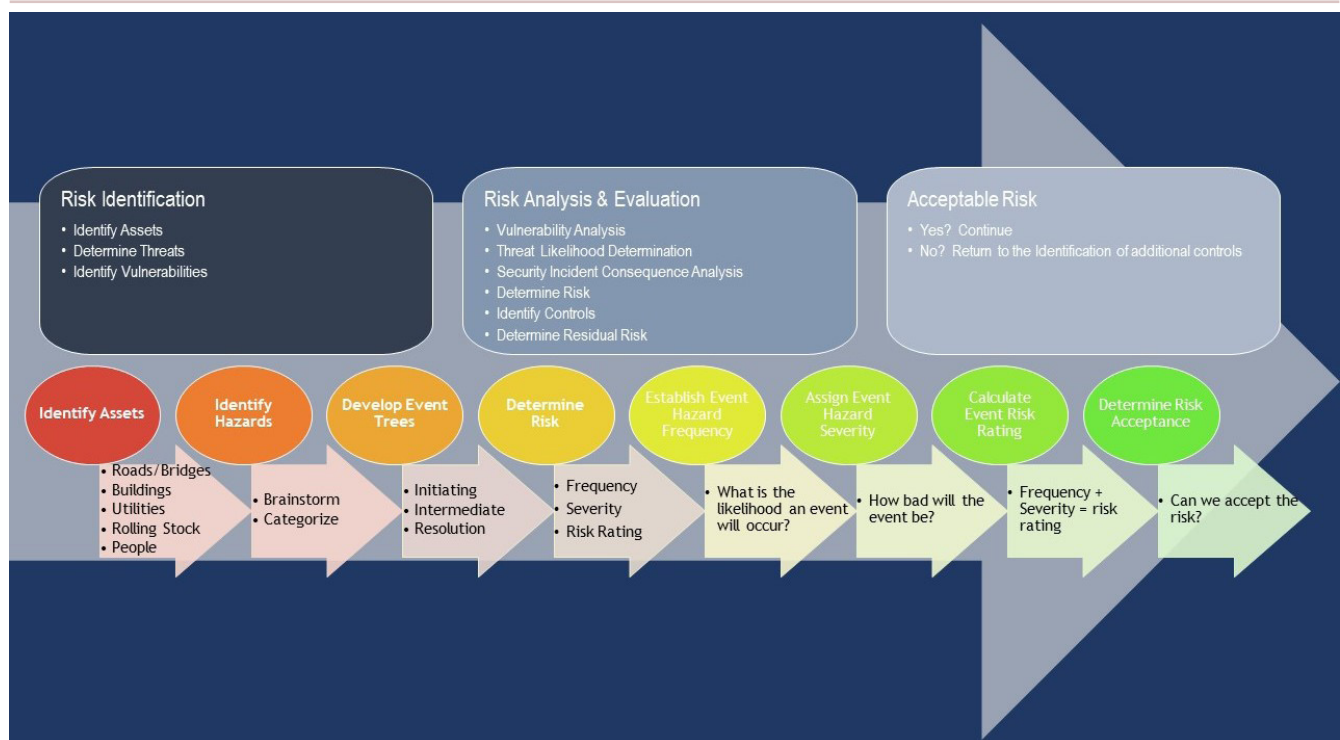 Risk Identification
• Identify Assets
• Determine Threats
• Identify Vulnerabilities
Risk Analysis & Evaluation
• Vulnerability Analysis
• Threat Likelihood Determination
• Security Incident Consequence Analysis
• Determine Risk
• Identify Controls
• Determine Residual Risk
Acceptable Risk
• Yes? Continue
• No? Return to the Identification of additional controls
Identify Assets
• Roads/Bridges
• Buildings
• Utilities
• Rolling Stock
• People
Identify
Hazards
• Brainstorm
• Categorize
Develop Event
Trees
• Initiating
• Intermediate
• Resolution
Determine
Risk
• Frequency
• Severity
• Risk Rating
Establish Event
Hazard
Frequency
• What is the
likelihood an event
will occur?
Assign Event
Hazard
Severity
• How bad will the
event be?
Calculate
Event Risk
Rating
• Frequency +
Severity = risk
rating
Determine Risk
Acceptance
• Can we accept the
risk?